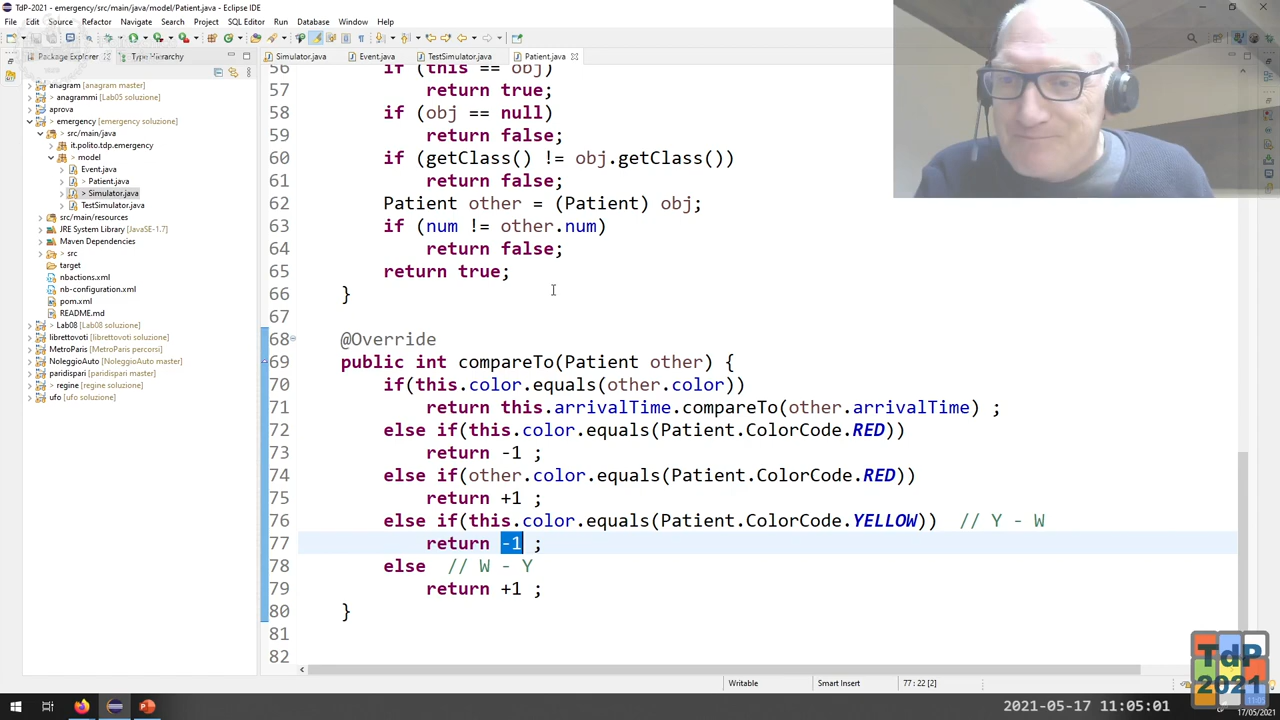 TdP-2021 - emergency/src/main/java/model/Patient.java - Eclipse IDE
File Edit Source Refactor Navigate Search Project SQL Editor Run Database Window Help
Package Explorer Type Hierarchy
Simulator.java Event.java TestSimulator.java Patient.java
anagram [anagram master]
> anagrammi [Lab05 soluzione]
aprova
> emergency [emergency soluzione]
> src/main/java
> it.polito.tdp.emergency
> model
Event.java
> Patient.java
> Simulator.java
TestSimulator.java
src/main/resources
JRE System Library [JavaSE-1.7]
Maven Dependencies
> src
target
nbactions.xml
nb-configuration.xml
pom.xml
README.md
> Lab08 [Lab08 soluzione]
librettovoti [librettovoti soluzione]
MetroParis [MetroParis percorsi]
NoleggioAuto [NoleggioAuto master]
paridispari [paridispari master]
> regine [regine soluzione]
ufo [ufo soluzione]
56 if (this == obj)
57 return true;
58 if (obj == null)
59 return false;
60 if (getClass() != obj.getClass())
61 return false;
62 Patient other = (Patient) obj;
63 if (num != other.num)
64 return false;
65 return true;
66 }
67
68 @Override
69 public int compareTo(Patient other) {
70 if(this.color.equals(other.color))
71 return this.arrivalTime.compareTo(other.arrivalTime) ;
72 else if(this.color.equals(Patient.ColorCode.RED))
73 return -1 ;
74 else if(other.color.equals(Patient.ColorCode.RED))
75 return +1 ;
76 else if(this.color.equals(Patient.ColorCode.YELLOW)) // Y - W
77 return -1 ;
78 else // W - Y
79 return +1 ;
80 }
81
82
Writable Smart Insert 77 : 22 [2]
TdP
2021
2021-05-17 11:05:01
17/05/2021